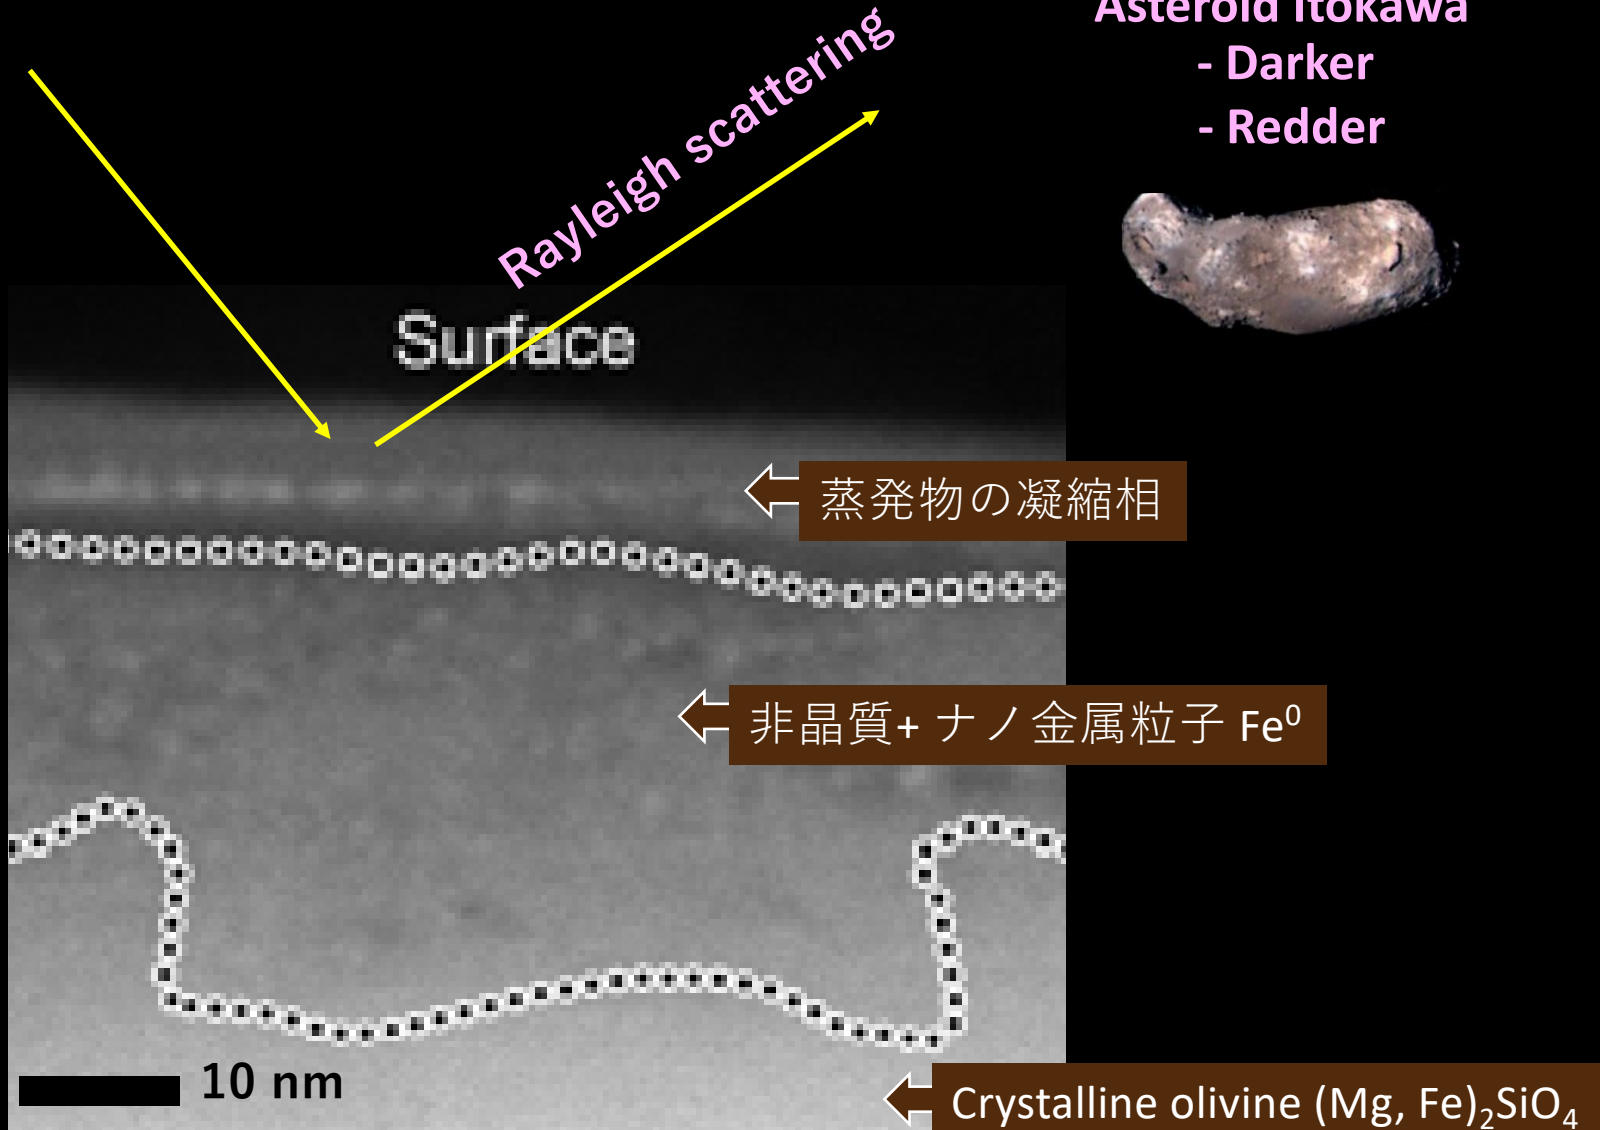 Asteroid Itokawa
- Darker
- Redder
Rayleigh scattering
Surface
蒸発物の凝縮相
非晶質+ ナノ金属粒子 Fe⁰
10 nm
Crystalline olivine (Mg, Fe)₂SiO₄